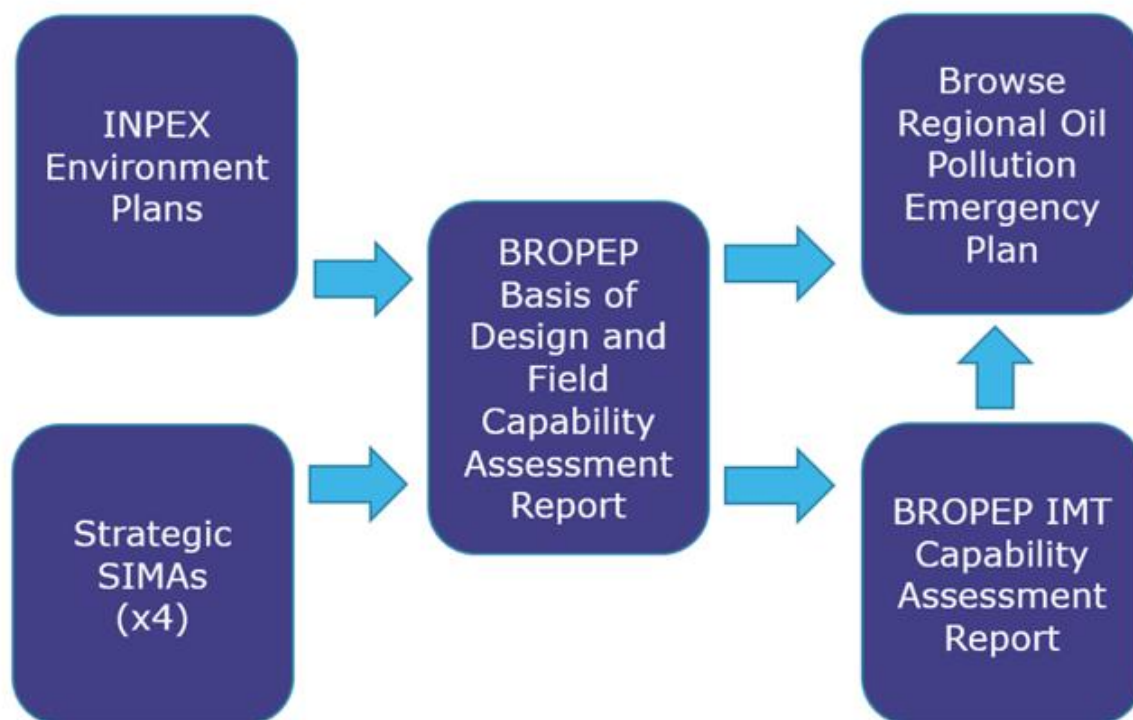 INPEX
Environment
Plans
Strategic
SIMAs
(x4)
BROPEP
Basis of
Design and
Field
Capability
Assessment
Report
Browse
Regional Oil
Pollution
Emergency
Plan
BROPEP IMT
Capability
Assessment
Report